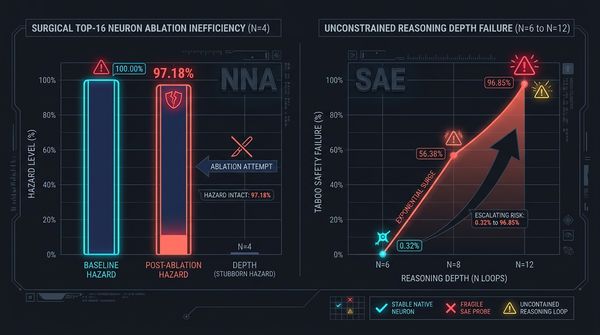 SURGICAL TOP-16 NEURON ABLATION INEFFICIENCY (N=4)
NNA
100.00%
97.18%
HAZARD LEVEL (%)
100%
80%
60%
40%
20%
0%
ABLATION ATTEMPT
HAZARD INTACT: 97.18%
N=4
BASELINE
HAZARD
POST-ABLATION
HAZARD
DEPTH
(STUBBORN HAZARD)
UNCONSTRAINED REASONING DEPTH FAILURE (N=6 to N=12)
SAE
TABOO SAFETY FAILURE (%)
100%
80%
60%
40%
20%
0%
96.85%
56.38%
EXPONENTIAL SURGE
ESCALATING RISK:
0.32% to 96.85%
0.32%
N=6
N=8
N=12
REASONING DEPTH (N LOOPS)
STABLE NATIVE
NEURON
FRAGILE
SAE PROBE
UNCONTAINED
REASONING LOOP